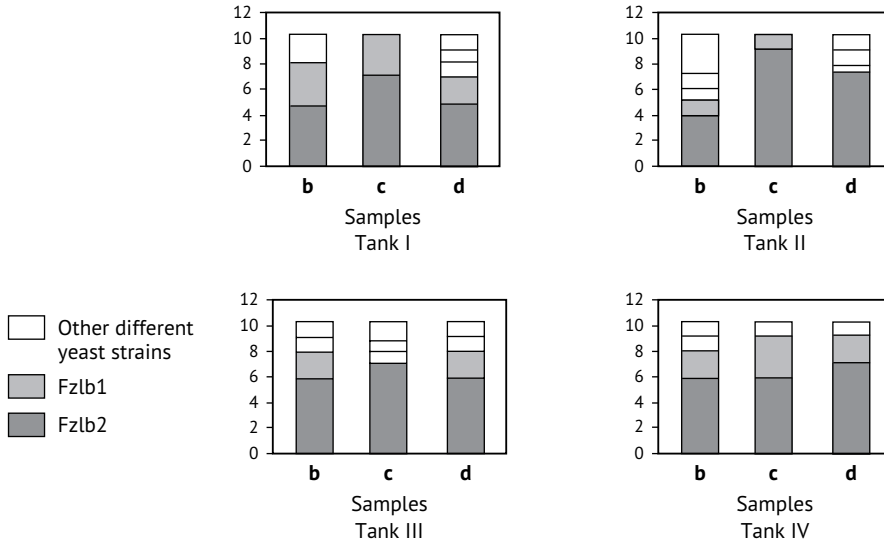 12
10
8
6
4
2
0
b c d
Samples
Tank I
12
10
8
6
4
2
0
b c d
Samples
Tank II
Other different
yeast strains
Fzlb1
Fzlb2
12
10
8
6
4
2
0
b c d
Samples
Tank III
12
10
8
6
4
2
0
b c d
Samples
Tank IV